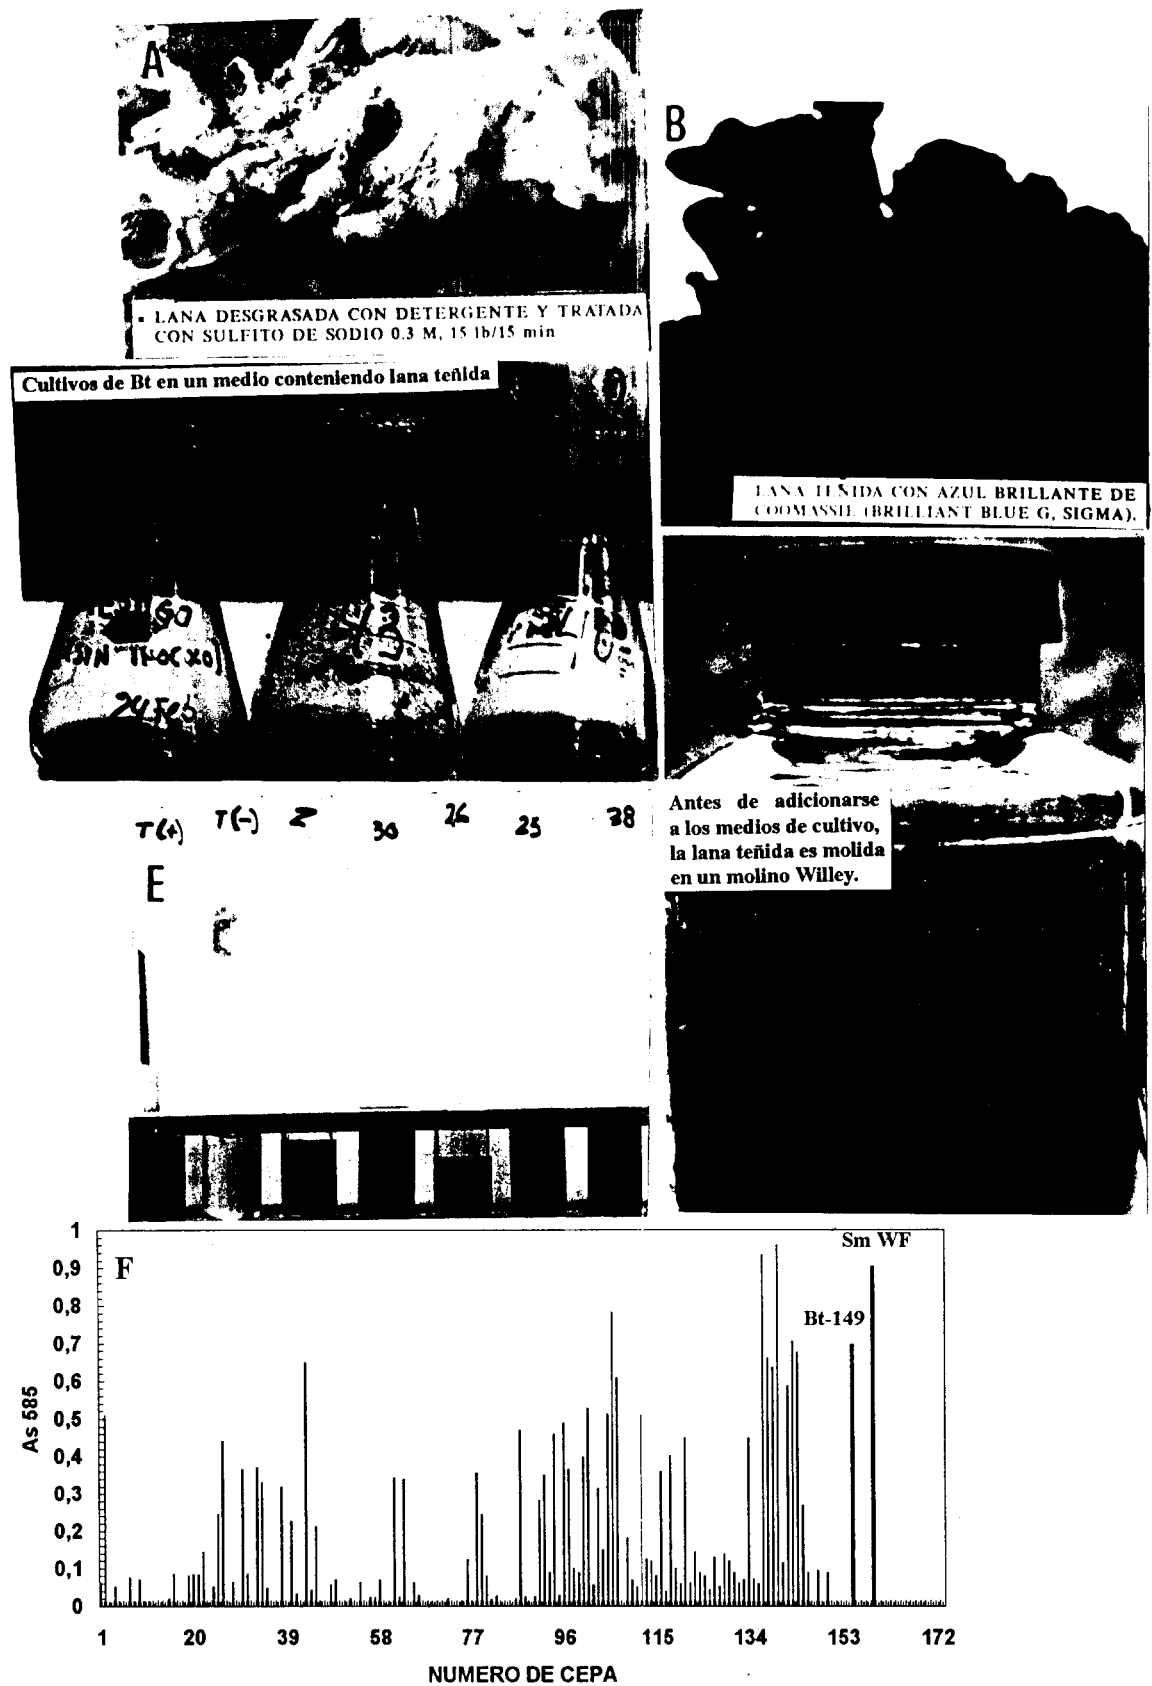 A
B
▪ LANA DESGRASADA CON DETERGENTE Y TRATADA
CON SULFITO DE SODIO 0.3 M, 15 lb/15 min
Cultivos de Bt en un medio conteniendo lana teñida
LANA TEÑIDA CON AZUL BRILLANTE DE
COOMASSIE (BRILLIANT BLUE G, SIGMA).
24 Feb
Antes de adicionarse
a los medios de cultivo,
la lana teñida es molida
en un molino Willey.
T(+) T(-) 2 30 26 25 28
E
F
Sm WF
Bt-149
1
0,9
0,8
0,7
0,6
0,5
0,4
0,3
0,2
0,1
0
As 585
1 20 39 58 77 96 115 134 153 172
NUMERO DE CEPA